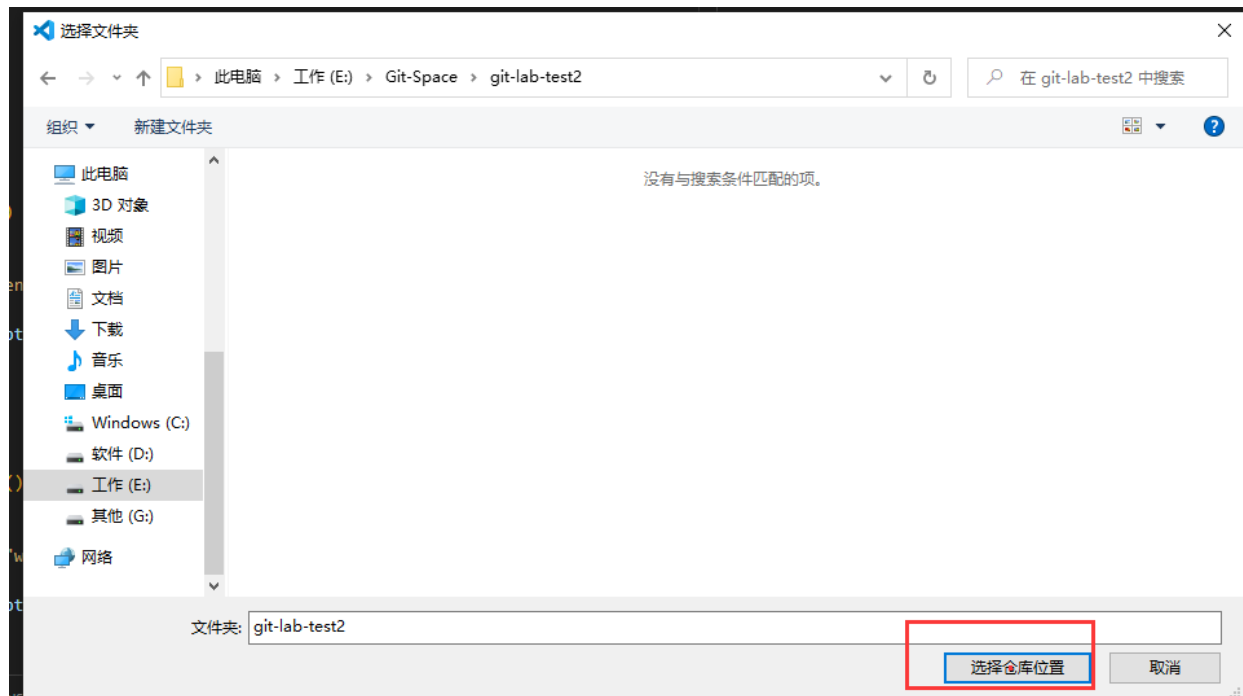 选择文件夹
此电脑 > 工作 (E:) > Git-Space > git-lab-test2
在 git-lab-test2 中搜索
组织 新建文件夹
此电脑
没有与搜索条件匹配的项。
3D 对象
视频
图片
文档
下载
音乐
桌面
Windows (C:)
软件 (D:)
工作 (E:)
其他 (G:)
网络
文件夹: git-lab-test2
选择仓库位置 取消